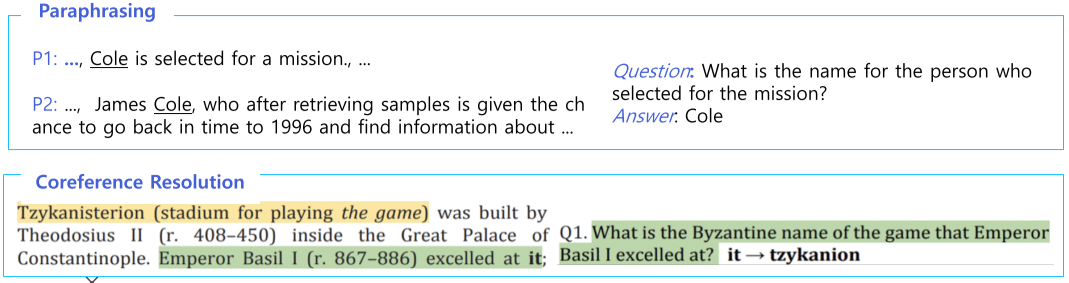 Paraphrasing
P1: ..., Cole is selected for a mission., ...
P2: ..., James Cole, who after retrieving samples is given the ch
ance to go back in time to 1996 and find information about ...
Question: What is the name for the person who
selected for the mission?
Answer: Cole
Coreference Resolution
Tzykanisterion (stadium for playing the game) was built by
Theodosius II (r. 408–450) inside the Great Palace of
Constantinople. Emperor Basil I (r. 867–886) excelled at it;
Q1. What is the Byzantine name of the game that Emperor
Basil I excelled at? it → tzykanion